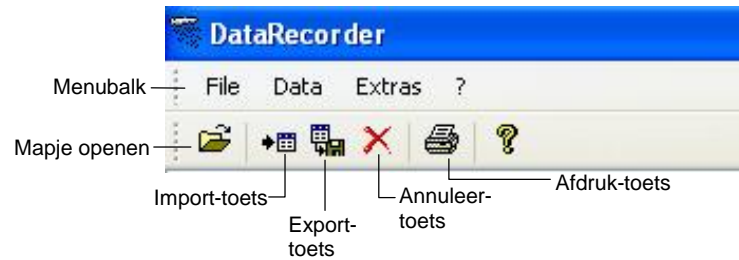 DataRecorder
Menubalk
File Data Extras ?
Mapje openen
Import-toets
Export-
toets
Annuleer-
toets
Afdruk-toets